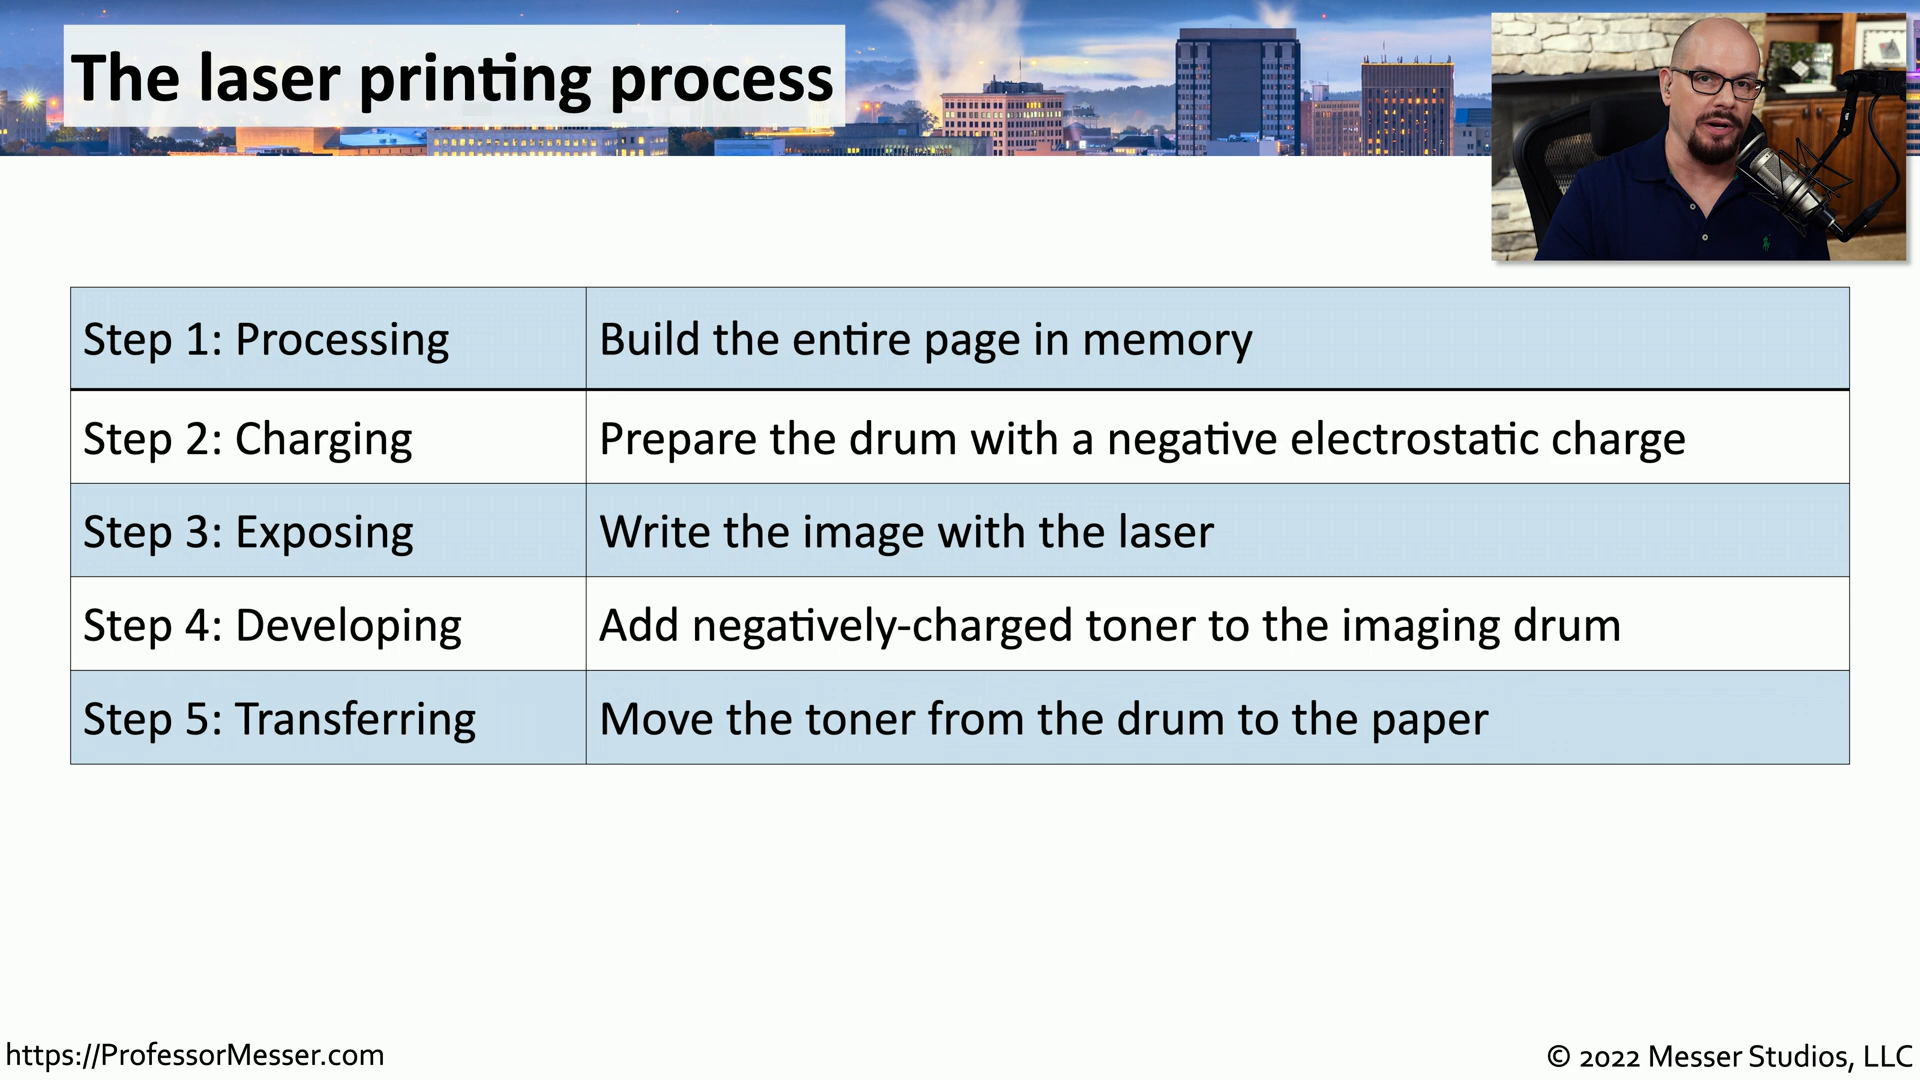 The laser printing process
Step 1: Processing
Build the entire page in memory
Step 2: Charging
Prepare the drum with a negative electrostatic charge
Step 3: Exposing
Write the image with the laser
Step 4: Developing
Add negatively-charged toner to the imaging drum
Step 5: Transferring
Move the toner from the drum to the paper
https://ProfessorMesser.com
© 2022 Messer Studios, LLC